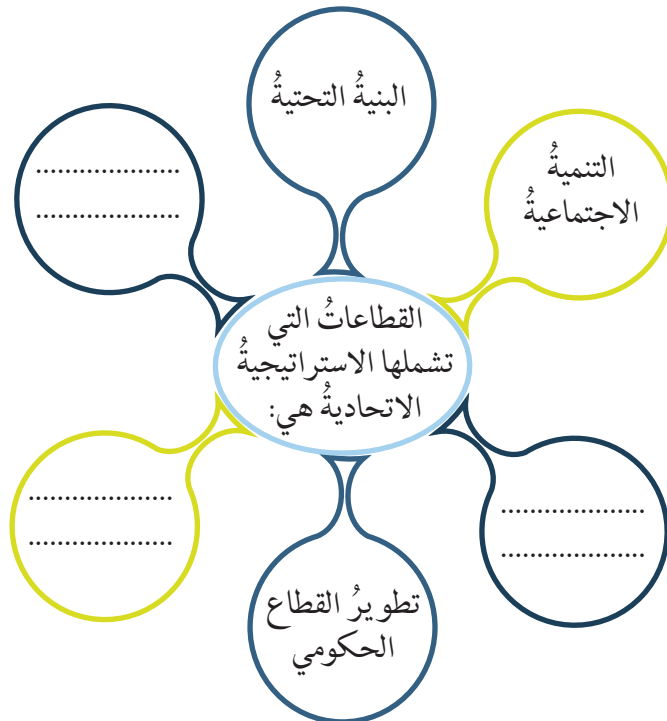 البنيةُ التحتيةُ
التنميةُ
الاجتماعيةُ
.....................
.....................
القطاعاتُ التي
تشملها الاستراتيجيةُ
الاتحاديةُ هي:
.....................
.....................
.....................
.....................
تطويرُ القطاع
الحكومي